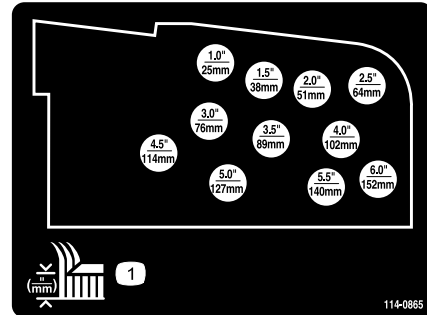 1.0"
25mm
1.5"
38mm
2.0"
51mm
2.5"
64mm
3.0"
76mm
3.5"
89mm
4.0"
102mm
4.5"
114mm
5.0"
127mm
5.5"
140mm
6.0"
152mm
"
(mm)
1
114-0865